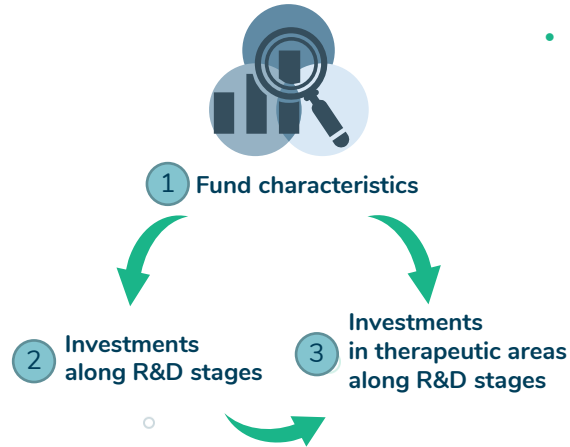 1 Fund characteristics
2 Investments
along R&D stages
3 Investments
in therapeutic areas
along R&D stages